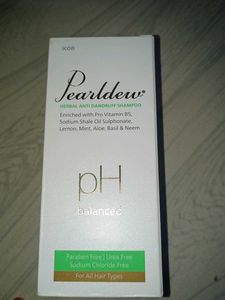 IKOB
Pearldew®
HERBAL ANTI DANDRUFF SHAMPOO
Enriched with Pro Vitamin B5,
Sodium Shale Oil Sulphonate,
Lemon, Mint, Aloe, Basil & Neem
pH
balanced
Paraben Free | Urea Free
Sodium Chloride Free
For All Hair Types